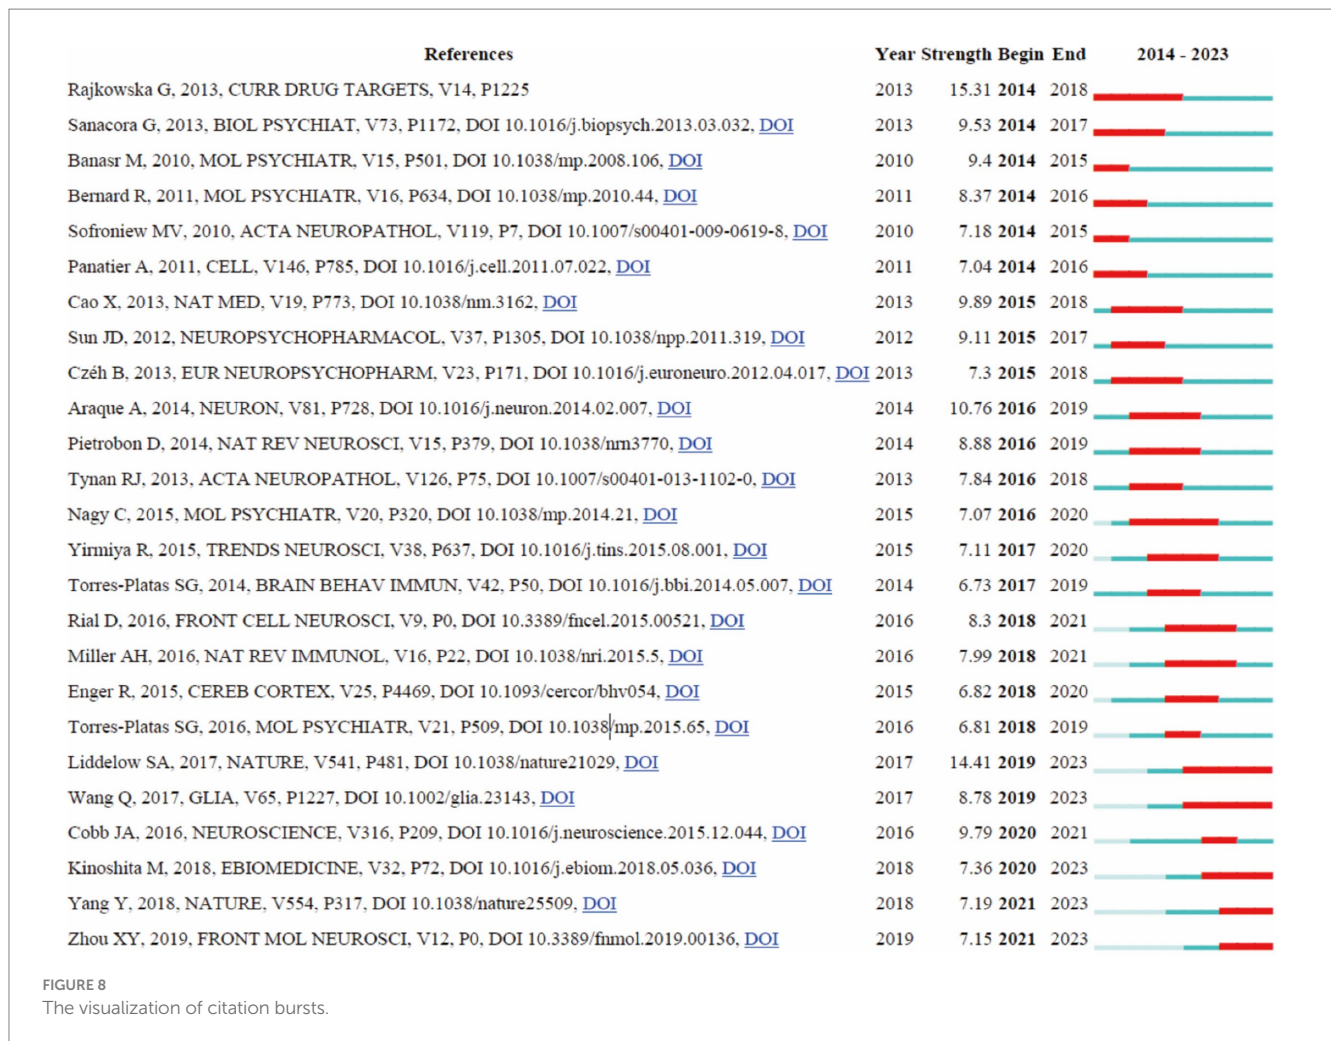 References Year Strength Begin End 2014 - 2023
Rajkowska G, 2013, CURR DRUG TARGETS, V14, P1225 2013 15.31 2014 2018
Sanacora G, 2013, BIOL PSYCHIAT, V73, P1172, DOI 10.1016/j.biopsych.2013.03.032, DOI 2013 9.53 2014 2017
Banasr M, 2010, MOL PSYCHIATR, V15, P501, DOI 10.1038/mp.2008.106, DOI 2010 9.4 2014 2015
Bernard R, 2011, MOL PSYCHIATR, V16, P634, DOI 10.1038/mp.2010.44, DOI 2011 8.37 2014 2016
Sofroniew MV, 2010, ACTA NEUROPATHOL, V119, P7, DOI 10.1007/s00401-009-0619-8, DOI 2010 7.18 2014 2015
Panatier A, 2011, CELL, V146, P785, DOI 10.1016/j.cell.2011.07.022, DOI 2011 7.04 2014 2016
Cao X, 2013, NAT MED, V19, P773, DOI 10.1038/nm.3162, DOI 2013 9.89 2015 2018
Sun JD, 2012, NEUROPSYCHOPHARMACOL, V37, P1305, DOI 10.1038/npp.2011.319, DOI 2012 9.11 2015 2017
Czéh B, 2013, EUR NEUROPSYCHOPHARM, V23, P171, DOI 10.1016/j.euroneuro.2012.04.017, DOI 2013 7.3 2015 2018
Araque A, 2014, NEURON, V81, P728, DOI 10.1016/j.neuron.2014.02.007, DOI 2014 10.76 2016 2019
Pietrobon D, 2014, NAT REV NEUROSCI, V15, P379, DOI 10.1038/nrn3770, DOI 2014 8.88 2016 2019
Tynan RJ, 2013, ACTA NEUROPATHOL, V126, P75, DOI 10.1007/s00401-013-1102-0, DOI 2013 7.84 2016 2018
Nagy C, 2015, MOL PSYCHIATR, V20, P320, DOI 10.1038/mp.2014.21, DOI 2015 7.07 2016 2020
Yirmiya R, 2015, TRENDS NEUROSCI, V38, P637, DOI 10.1016/j.tins.2015.08.001, DOI 2015 7.11 2017 2020
Torres-Platas SG, 2014, BRAIN BEHAV IMMUN, V42, P50, DOI 10.1016/j.bbi.2014.05.007, DOI 2014 6.73 2017 2019
Rial D, 2016, FRONT CELL NEUROSCI, V9, P0, DOI 10.3389/fncel.2015.00521, DOI 2016 8.3 2018 2021
Miller AH, 2016, NAT REV IMMUNOL, V16, P22, DOI 10.1038/nri.2015.5, DOI 2016 7.99 2018 2021
Enger R, 2015, CEREB CORTEX, V25, P4469, DOI 10.1093/cercor/bhv054, DOI 2015 6.82 2018 2020
Torres-Platas SG, 2016, MOL PSYCHIATR, V21, P509, DOI 10.1038/mp.2015.65, DOI 2016 6.81 2018 2019
Liddelow SA, 2017, NATURE, V541, P481, DOI 10.1038/nature21029, DOI 2017 14.41 2019 2023
Wang Q, 2017, GLIA, V65, P1227, DOI 10.1002/glia.23143, DOI 2017 8.78 2019 2023
Cobb JA, 2016, NEUROSCIENCE, V316, P209, DOI 10.1016/j.neuroscience.2015.12.044, DOI 2016 9.79 2020 2021
Kinoshita M, 2018, EBIOMEDICINE, V32, P72, DOI 10.1016/j.ebiom.2018.05.036, DOI 2018 7.36 2020 2023
Yang Y, 2018, NATURE, V554, P317, DOI 10.1038/nature25509, DOI 2018 7.19 2021 2023
Zhou XY, 2019, FRONT MOL NEUROSCI, V12, P0, DOI 10.3389/fnmol.2019.00136, DOI 2019 7.15 2021 2023
FIGURE 8
The visualization of citation bursts.